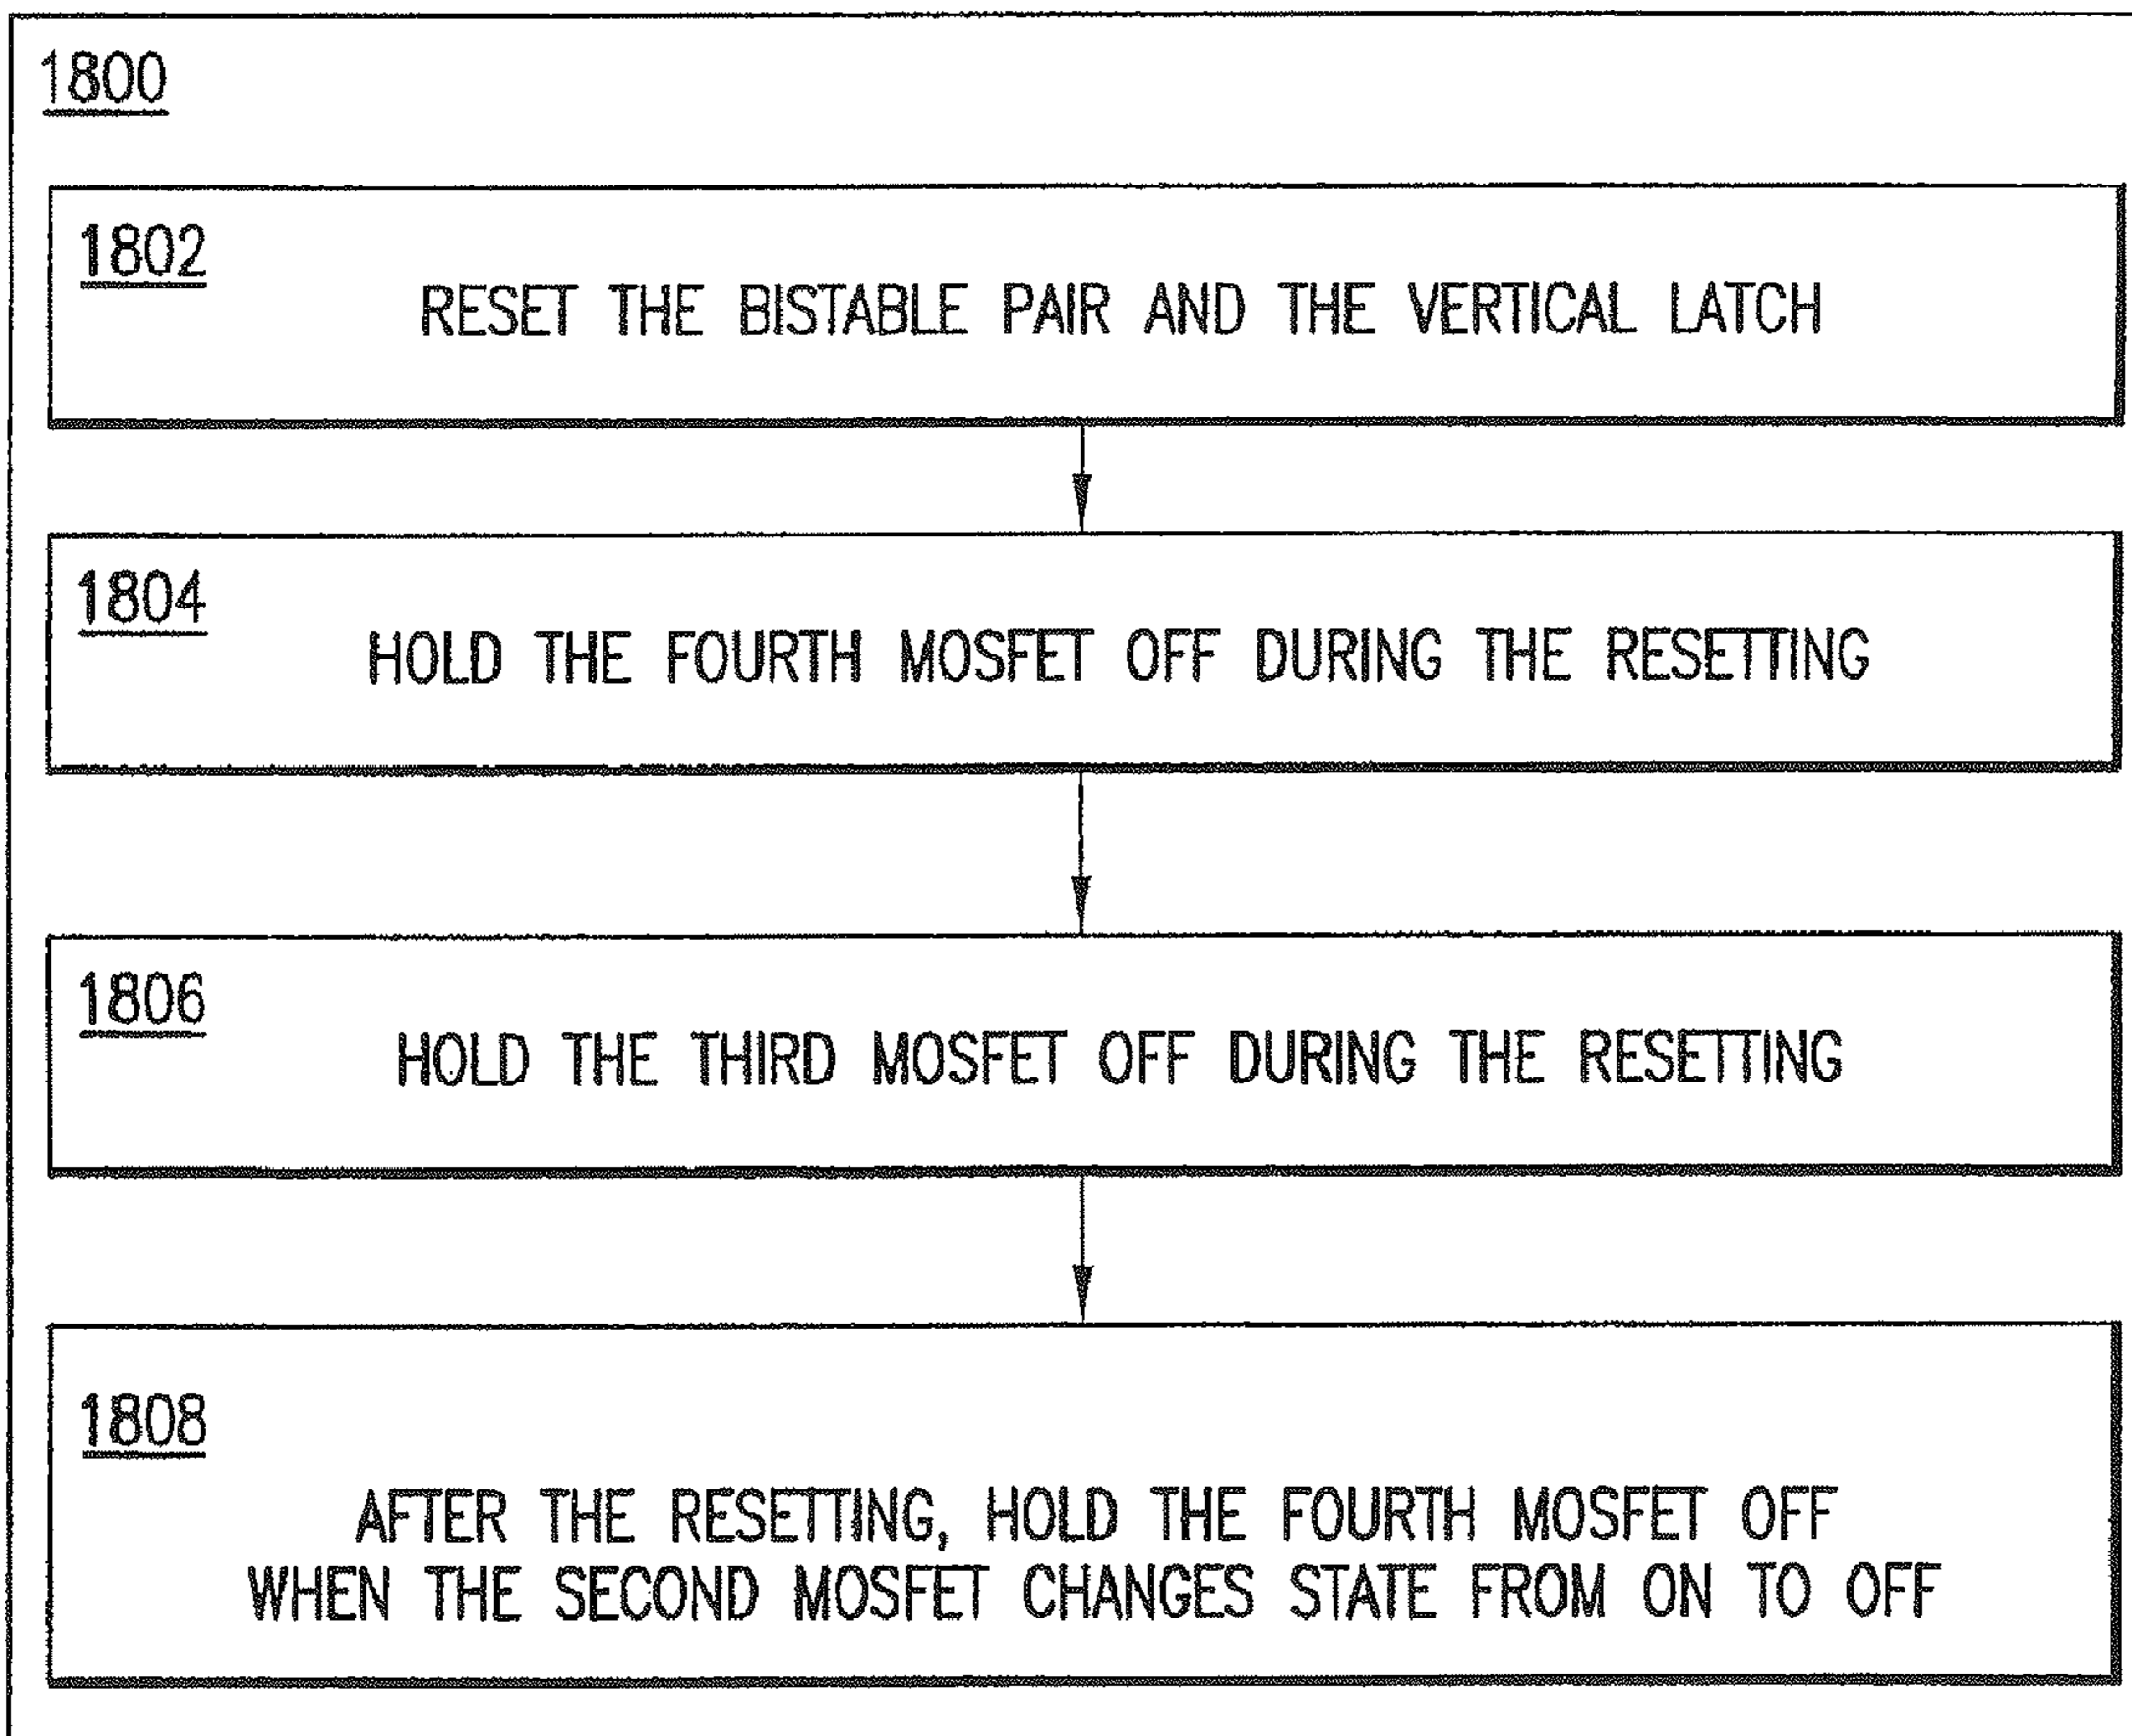 1800
1802
RESET THE BISTABLE PAIR AND THE VERTICAL LATCH
1804
HOLD THE FOURTH MOSFET OFF DURING THE RESETTING
1806
HOLD THE THIRD MOSFET OFF DURING THE RESETTING
1808
AFTER THE RESETTING, HOLD THE FOURTH MOSFET OFF
WHEN THE SECOND MOSFET CHANGES STATE FROM ON TO OFF